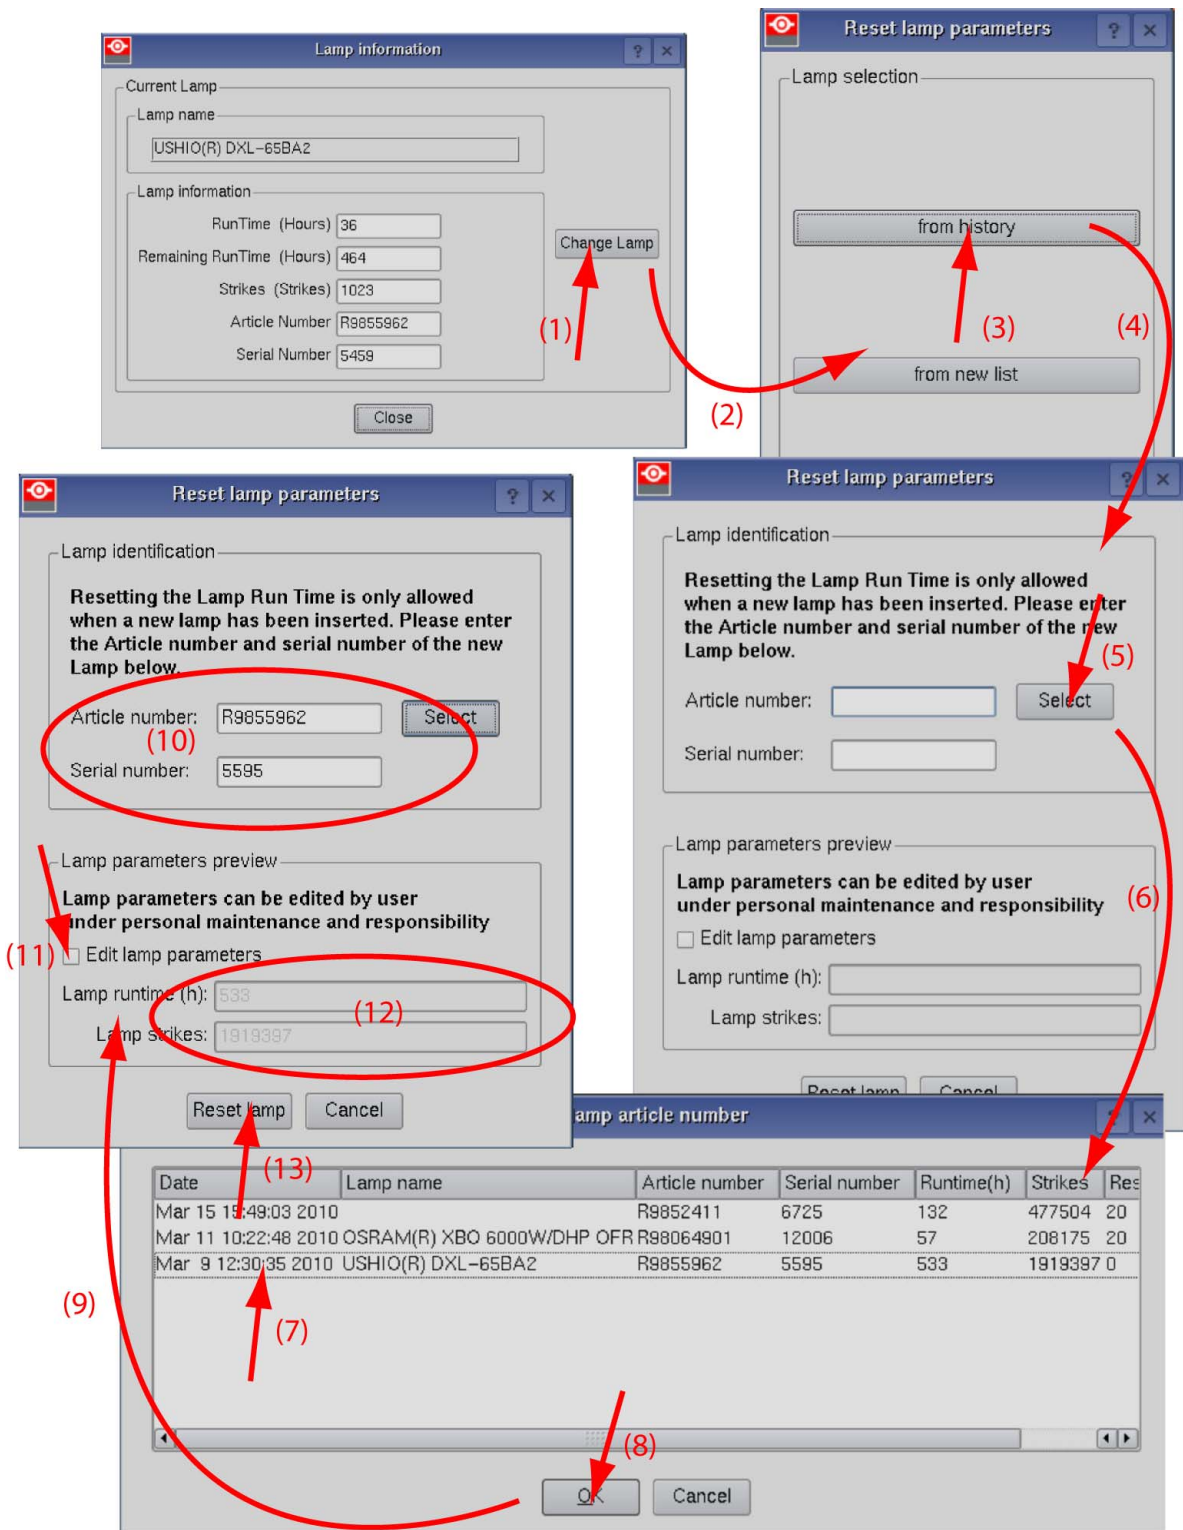 Lamp information
Current Lamp
Lamp name
USHIO(R) DXL-65BA2
Lamp information
RunTime (Hours) 36
Remaining RunTime (Hours) 464
Strikes (Strikes) 1023
Article Number R9855962
Serial Number 5459
Change Lamp
Close
(1)
(2)
Reset lamp parameters
Lamp selection
from history
(3)
(4)
from new list
Reset lamp parameters
Lamp identification
Resetting the Lamp Run Time is only allowed
when a new lamp has been inserted. Please enter
the Article number and serial number of the new
Lamp below.
Article number: R9855962 Select
(10)
Serial number: 5595
Lamp parameters preview
Lamp parameters can be edited by user
under personal maintenance and responsibility
(11) Edit lamp parameters
Lamp runtime (h): 533
(12)
Lamp strikes: 1919397
Reset lamp Cancel
(13)
Reset lamp parameters
Lamp identification
Resetting the Lamp Run Time is only allowed
when a new lamp has been inserted. Please enter
the Article number and serial number of the new
Lamp below.
(5)
Article number: Select
Serial number:
Lamp parameters preview
Lamp parameters can be edited by user
under personal maintenance and responsibility
(6)
Edit lamp parameters
Lamp runtime (h):
Lamp strikes:
Reset lamp Cancel
amp article number
Date Lamp name Article number Serial number Runtime(h) Strikes Res
Mar 15 15:49:03 2010 R9852411 6725 132 477504 20
Mar 11 10:22:48 2010 OSRAM(R) XBO 6000W/DHP OFR R98064901 12006 57 208175 20
Mar 9 12:30:35 2010 USHIO(R) DXL-65BA2 R9855962 5595 533 1919397 0
(9)
(7)
(8)
OK Cancel